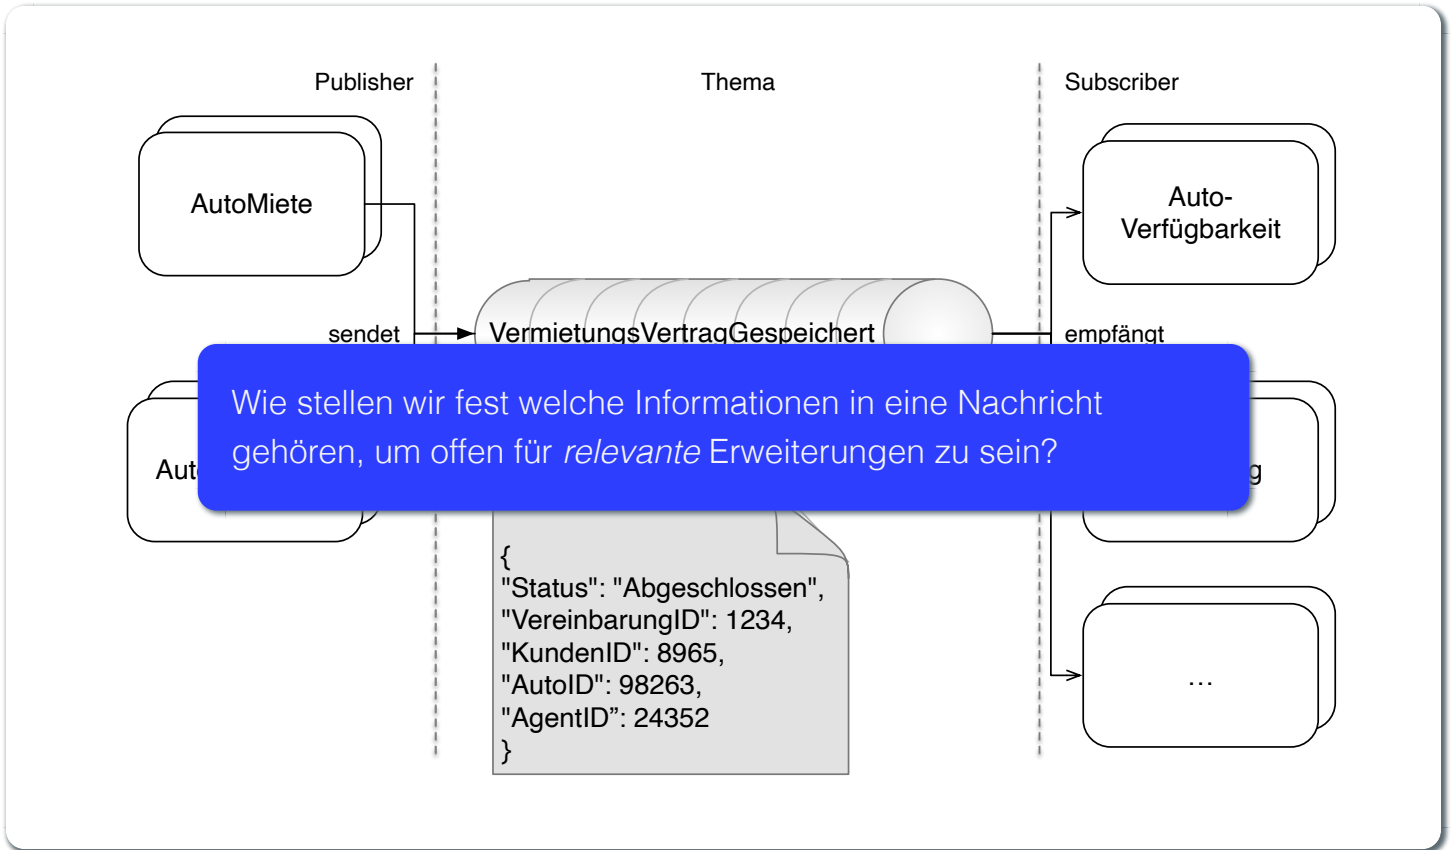 Publisher
Thema
Subscriber
AutoMiete
Auto-
Verfügbarkeit
sendet
VermietungsVertragGespeichert
empfängt
Wie stellen wir fest welche Informationen in eine Nachricht
gehören, um offen für relevante Erweiterungen zu sein?
{
"Status": "Abgeschlossen",
"VereinbarungID": 1234,
"KundenID": 8965,
"AutoID": 98263,
"AgentID”: 24352
}
…